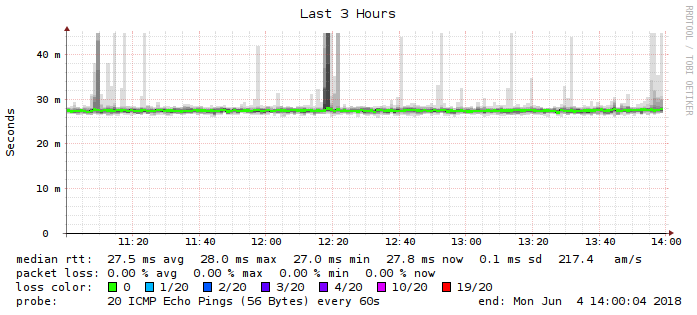 Last 3 Hours
RRDTOOL / TOBI OETIKER
Seconds
40 m
30 m
20 m
10 m
0
11:20 11:40 12:00 12:20 12:40 13:00 13:20 13:40 14:00
median rtt: 27.5 ms avg 28.0 ms max 27.0 ms min 27.8 ms now 0.1 ms sd 217.4 am/s
packet loss: 0.00 % avg 0.00 % max 0.00 % min 0.00 % now
loss color: 0 1/20 2/20 3/20 4/20 10/20 19/20
probe: 20 ICMP Echo Pings (56 Bytes) every 60s end: Mon Jun 4 14:00:04 2018